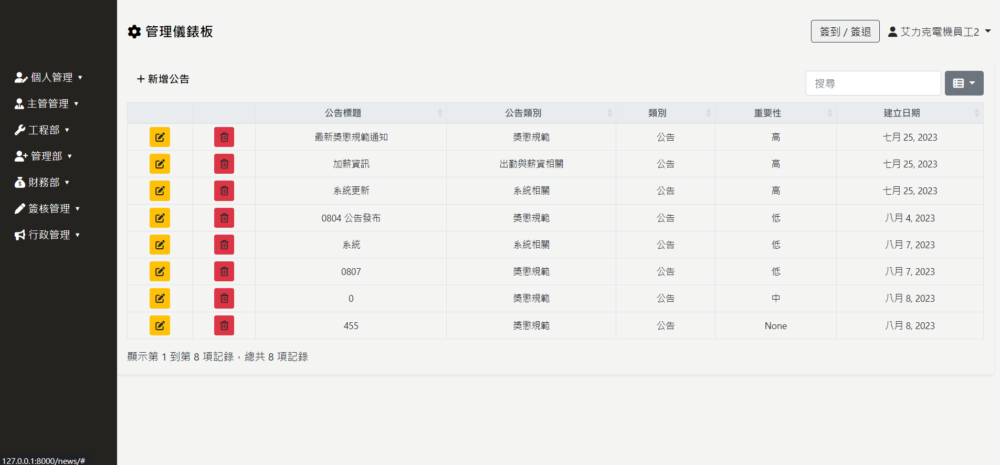 管理儀錶板
簽到 / 簽退
艾力克電機員工2
個人管理
主管管理
工程部
管理部
財務部
簽核管理
行政管理
新增公告
搜尋
公告標題 公告類別 類別 重要性 建立日期
最新獎懲規範通知 獎懲規範 公告 高 七月 25, 2023
加薪資訊 出勤與薪資相關 公告 高 七月 25, 2023
系統更新 系統相關 公告 高 七月 25, 2023
0804 公告發布 獎懲規範 公告 低 八月 4, 2023
系統 系統相關 公告 低 八月 7, 2023
0807 獎懲規範 公告 低 八月 7, 2023
0 獎懲規範 公告 中 八月 8, 2023
455 獎懲規範 公告 None 八月 8, 2023
顯示第 1 到第 8 項記錄，總共 8 項記錄
127.0.0.1:8000/news/#